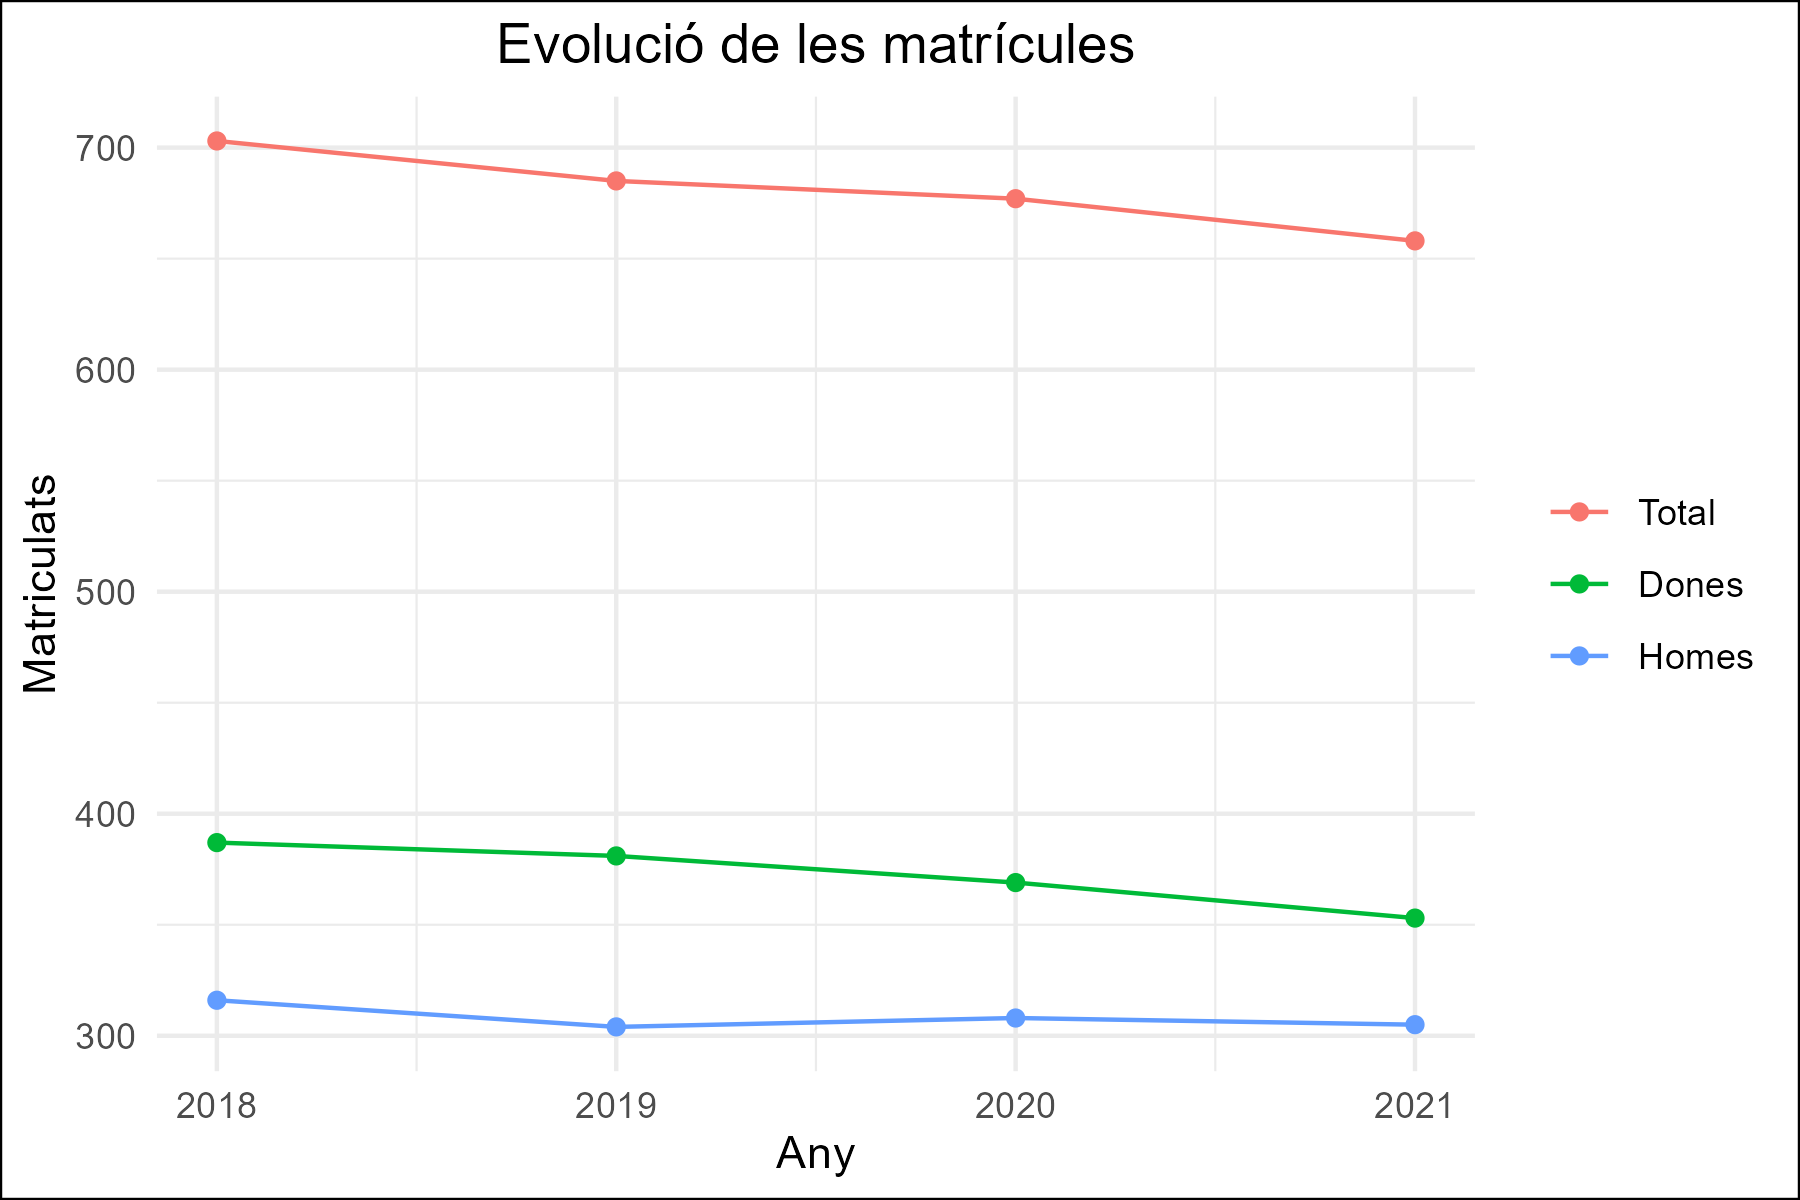 Evolució de les matrícules
Matriculats
700
600
500
400
300
2018 2019 2020 2021
Any
Total
Dones
Homes